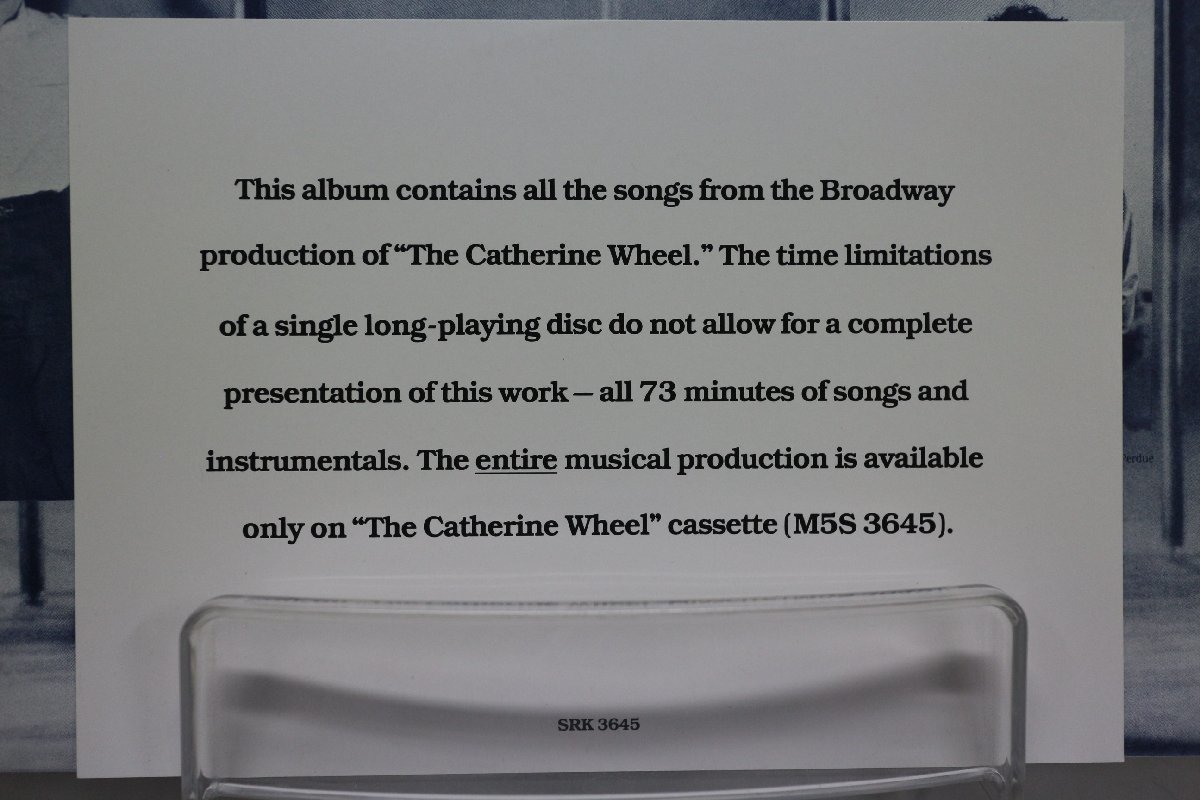 This album contains all the songs from the Broadway
production of “The Catherine Wheel.” The time limitations
of a single long-playing disc do not allow for a complete
presentation of this work — all 73 minutes of songs and
instrumentals. The entire musical production is available
only on “The Catherine Wheel” cassette (M5S 3645).
SRK 3645